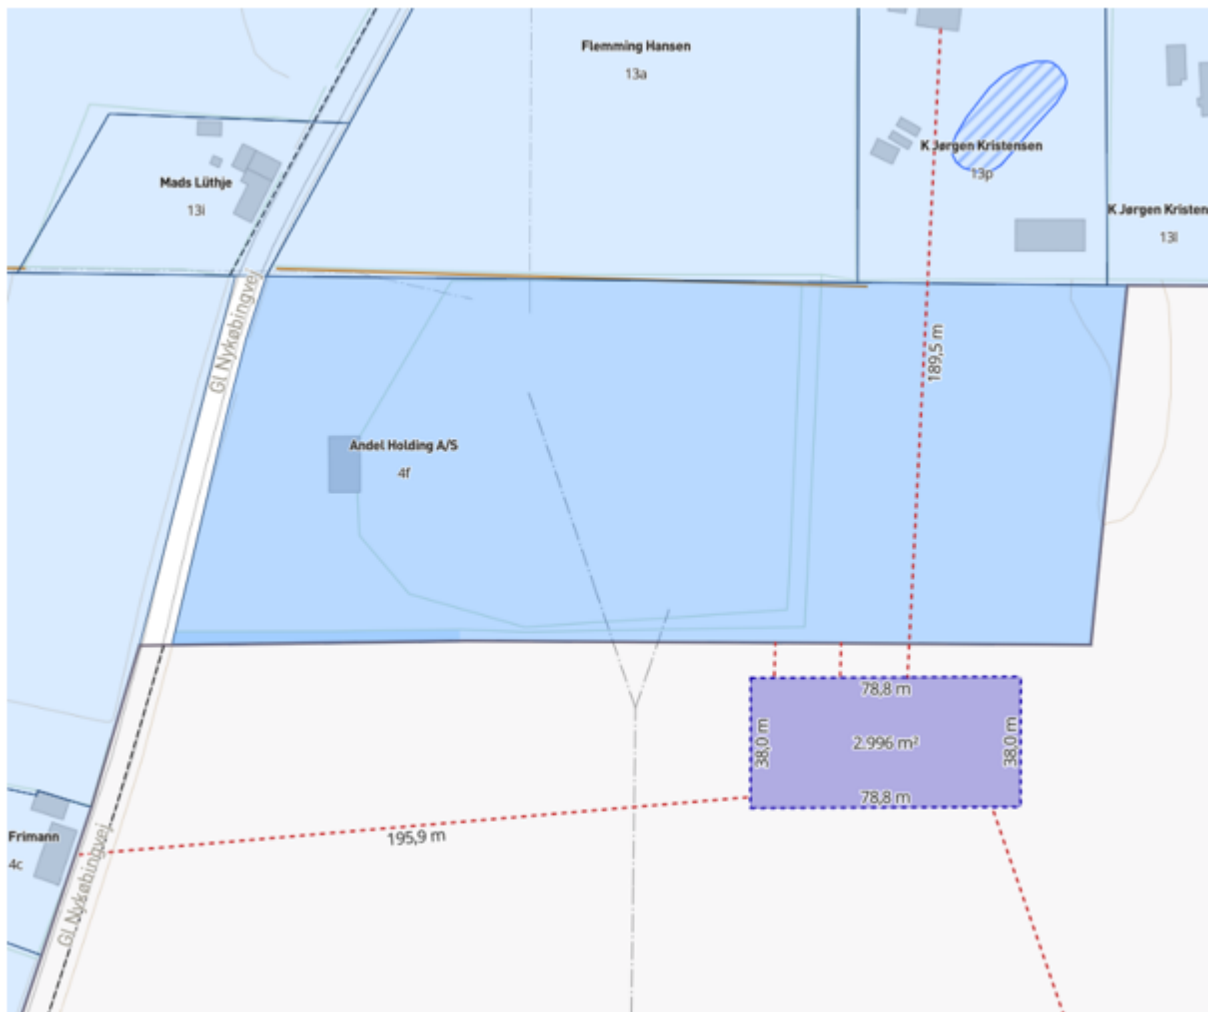 Flemming Hansen
13a
K Jørgen Kristensen
13p
Mads Lüthje
13i
K Jørgen Kristen
13l
Gl Nykøbingvej
189,5 m
Andel Holding A/S
4f
78,8 m
38,0 m
2.996 m²
38,0 m
78,8 m
195,9 m
Frimann
4c
Gl Nykøbingvej